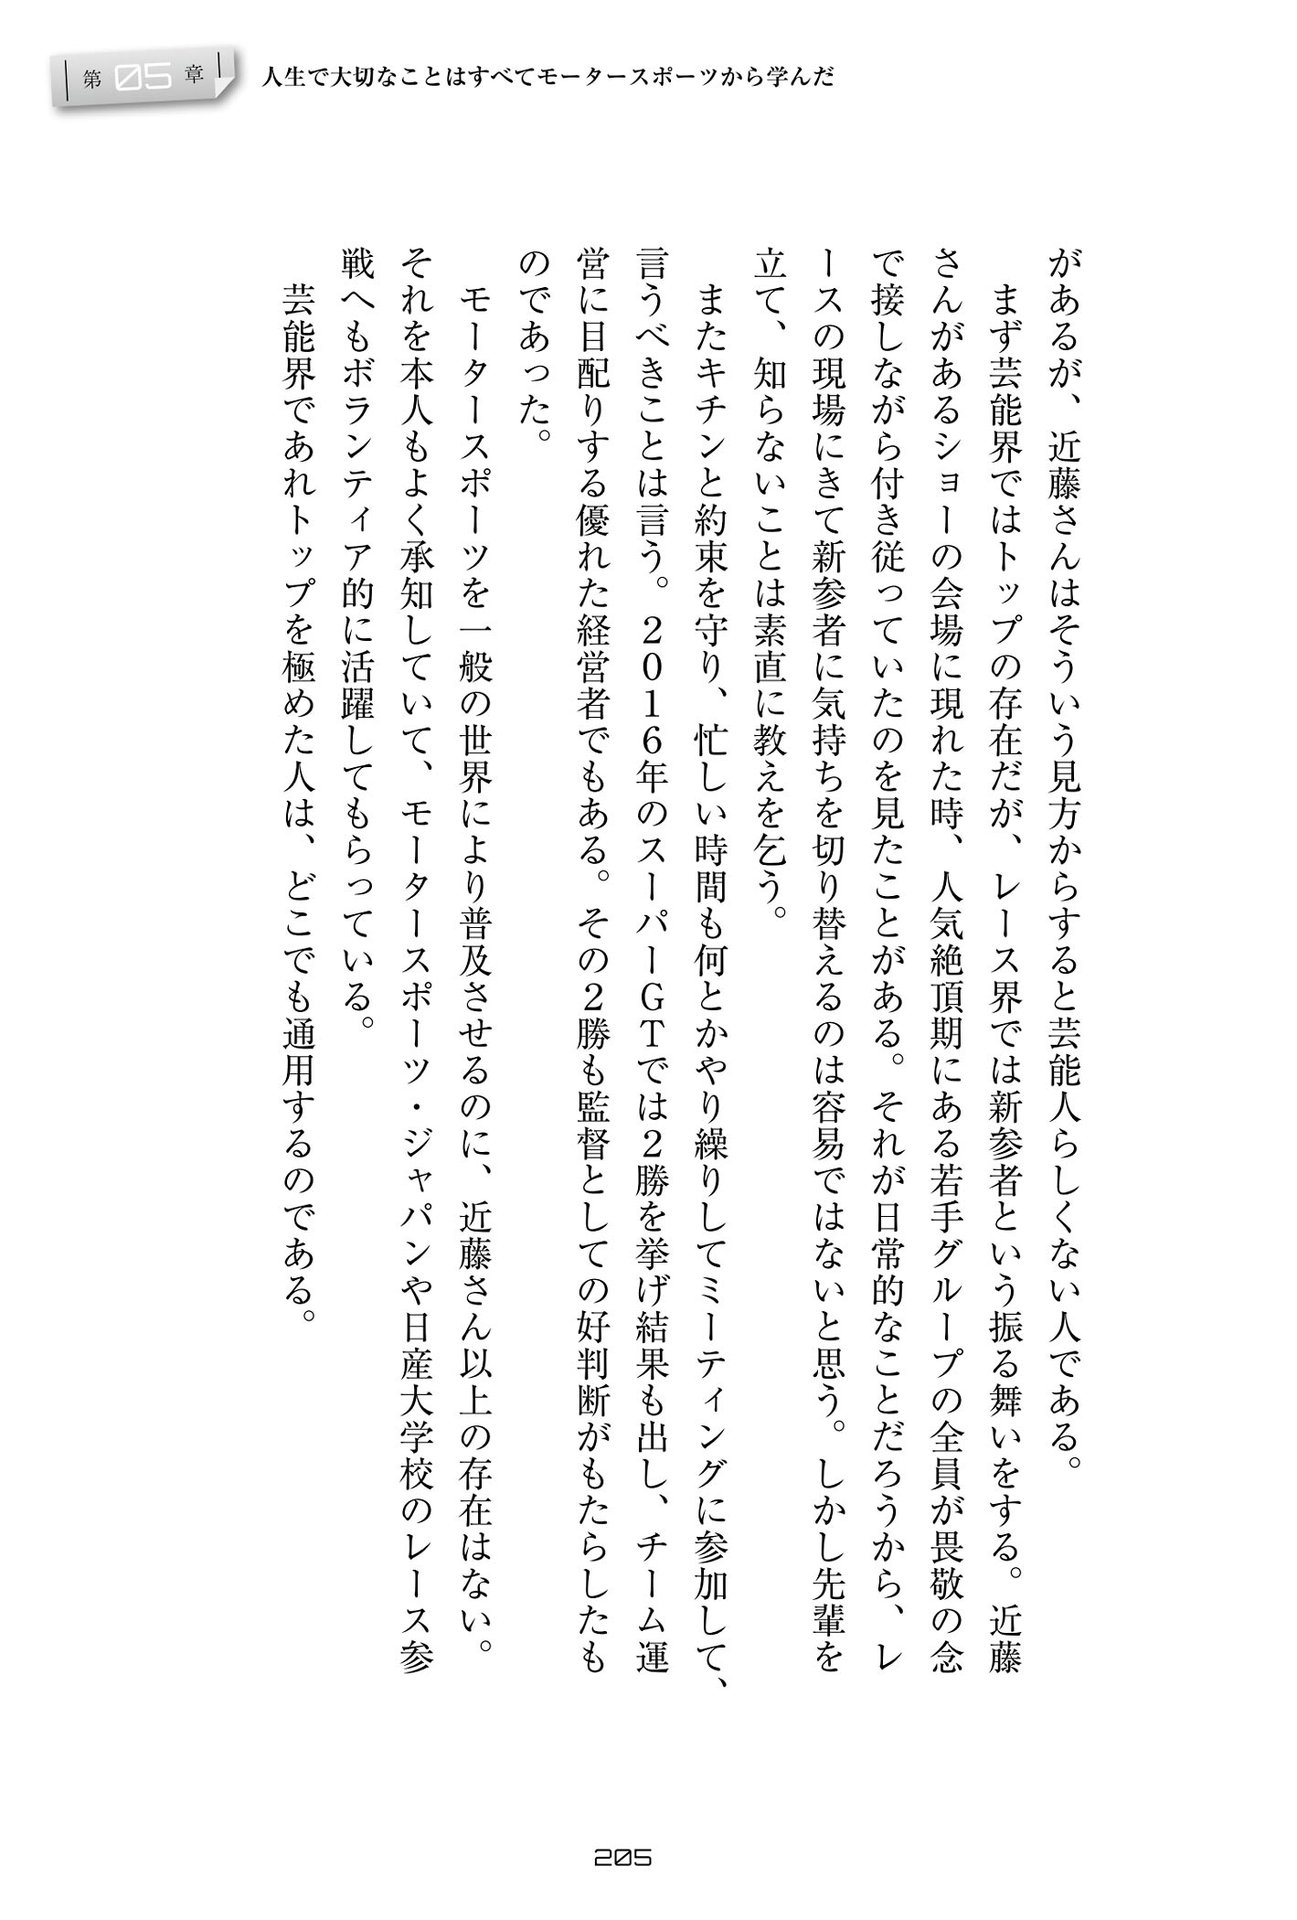 第05章 人生で大切なことはすべてモータースポーツから学んだ
があるが、近藤さんはそういう見方からすると芸能人らしくない人である。
まず芸能界ではトップの存在だが、レース界では新参者という振る舞いをする。近藤
さんがあるショーの会場に現れた時、人気絶頂期にある若手グループの全員が畏敬の念
で接しながら付き従っていたのを見たことがある。それが日常的なことだろうから、レ
ースの現場にきて新参者に気持ちを切り替えるのは容易ではないと思う。しかし先輩を
立て、知らないことは素直に教えを乞う。
またキチンと約束を守り、忙しい時間も何とかやり繰りしてミーティングに参加して、
言うべきことは言う。２０１６年のスーパーＧＴでは２勝を挙げ結果も出し、チーム運
営に目配りする優れた経営者でもある。その２勝も監督としての好判断がもたらしたも
のであった。
モータースポーツを一般の世界により普及させるのに、近藤さん以上の存在はない。
それを本人もよく承知していて、モータースポーツ・ジャパンや日産大学校のレース参
戦へもボランティア的に活躍してもらっている。
芸能界であれトップを極めた人は、どこでも通用するのである。
205